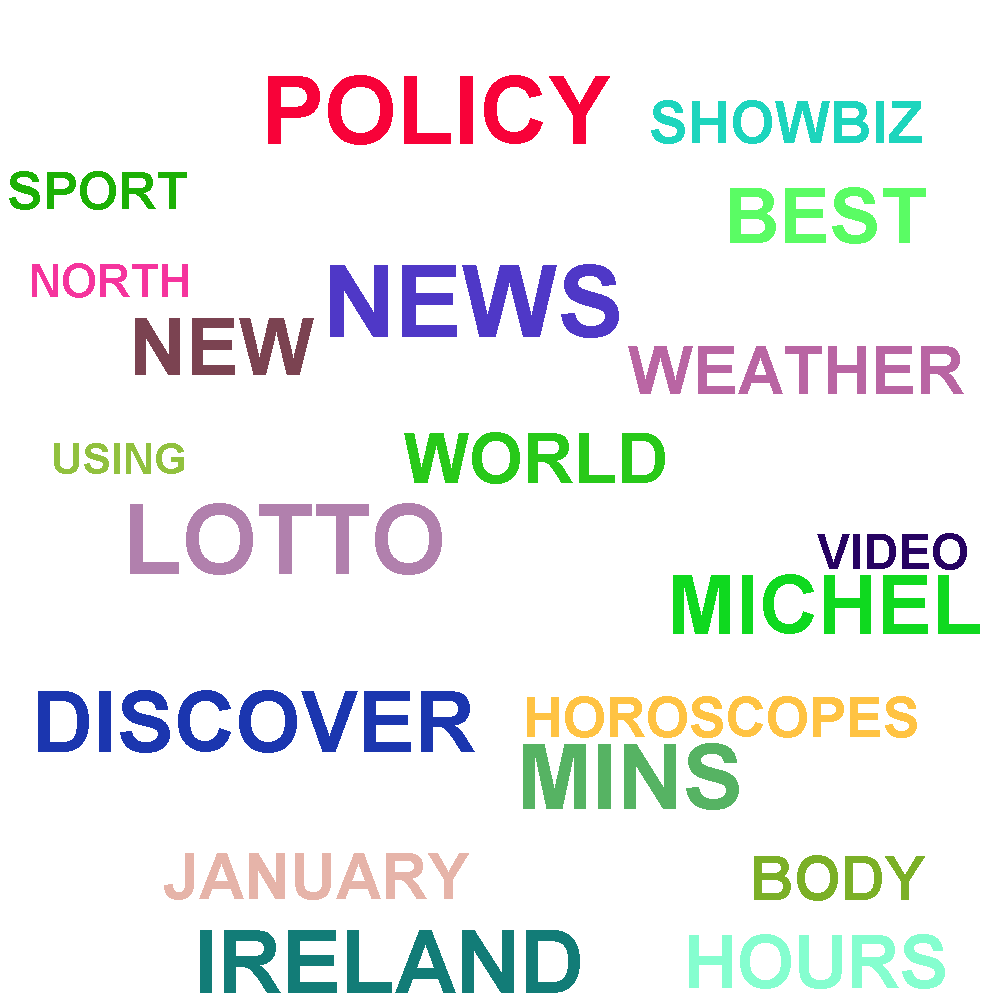 POLICY
SHOWBIZ
SPORT
BEST
NORTH
NEWS
NEW
WEATHER
USING
WORLD
LOTTO
VIDEO
MICHEL
DISCOVER
HOROSCOPES
MINS
JANUARY
BODY
IRELAND
HOURS